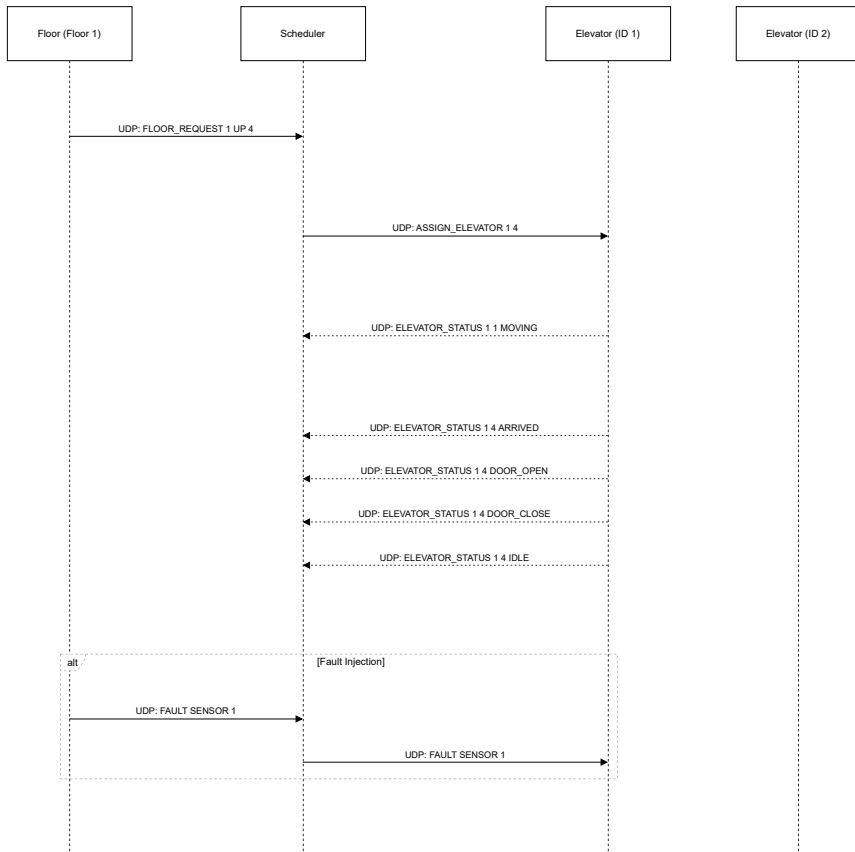 Floor (Floor 1)
Scheduler
Elevator (ID 1)
Elevator (ID 2)
UDP: FLOOR_REQUEST 1 UP 4
UDP: ASSIGN_ELEVATOR 1 4
UDP: ELEVATOR_STATUS 1 1 MOVING
UDP: ELEVATOR_STATUS 1 4 ARRIVED
UDP: ELEVATOR_STATUS 1 4 DOOR_OPEN
UDP: ELEVATOR_STATUS 1 4 DOOR_CLOSE
UDP: ELEVATOR_STATUS 1 4 IDLE
alt
[Fault Injection]
UDP: FAULT SENSOR 1
UDP: FAULT SENSOR 1